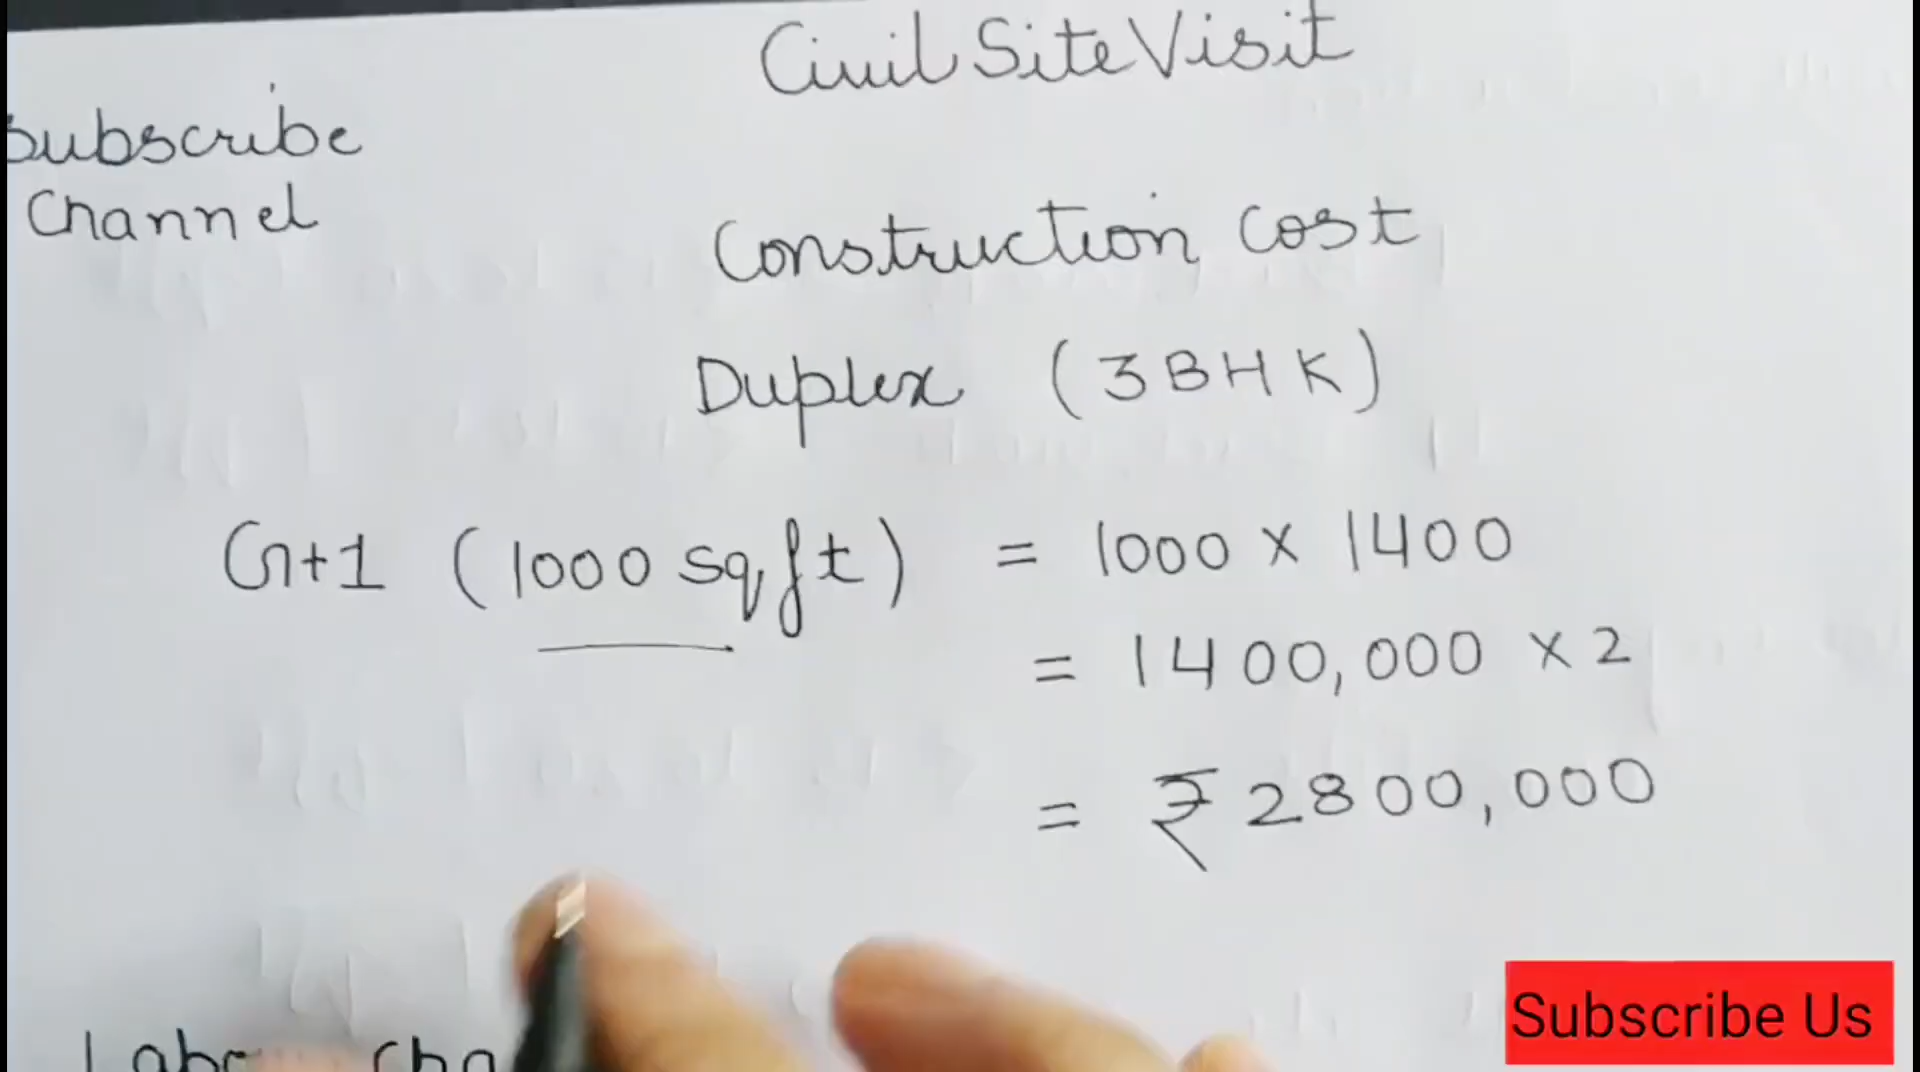 Civil Site Visit
Subscribe
Channel
Construction Cost
Duplex (3BHK)
G+1 (1000 sqft) = 1000 x 1400
= 1400,000 x 2
= ₹ 2800,000
Subscribe Us